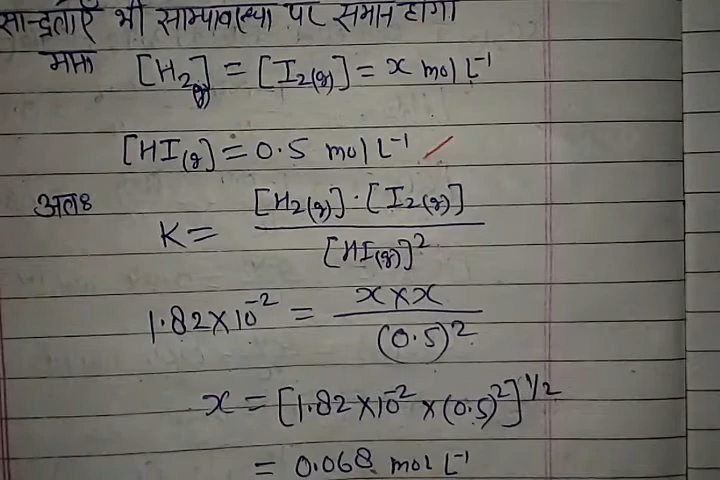 सान्द्रताएँ भी साम्यावस्था पर समान होगी
माना [H₂(g)] = [I₂(g)] = x mol L⁻¹
[HI(g)] = 0.5 mol L⁻¹
अतः K = [H₂(g)]·[I₂(g)] / [HI(g)]²
1.82×10⁻² = x×x / (0.5)²
x = [1.82×10⁻² × (0.5)²]^1/2
= 0.068 mol L⁻¹